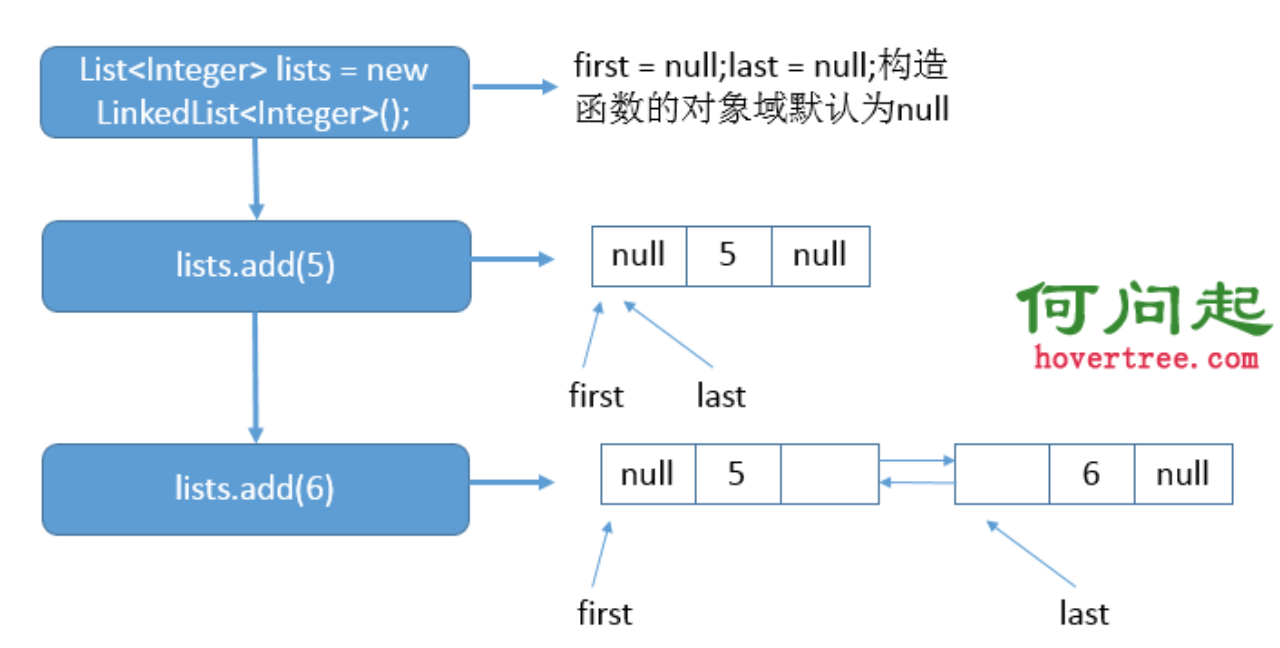 List<Integer> lists = new
LinkedList<Integer>();
first = null;last = null;构造
函数的对象域默认为null
lists.add(5)
null 5 null
first last
何问起
hovertree.com
lists.add(6)
null 5 6 null
first last